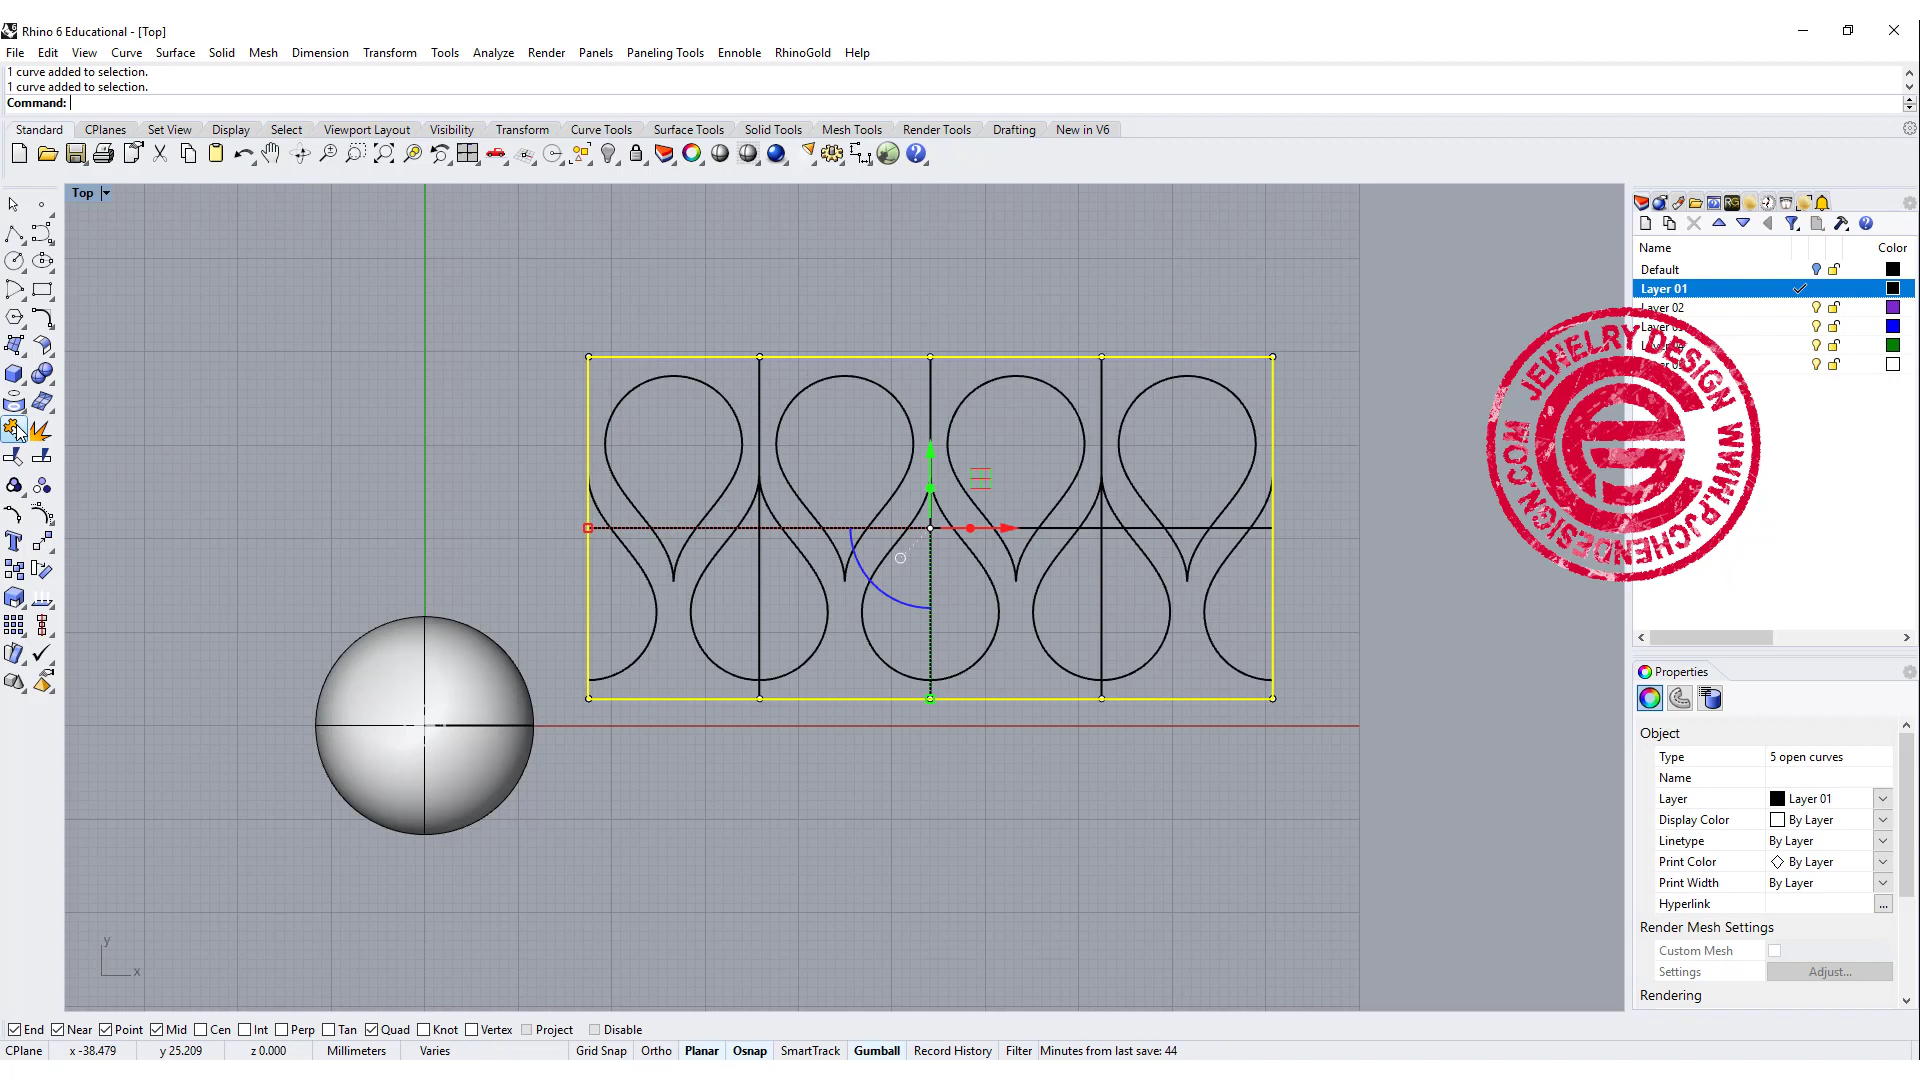 Rhino 6 Educational - [Top]
File Edit View Curve Surface Solid Mesh Dimension Transform Tools Analyze Render Panels Paneling Tools Ennoble RhinoGold Help
1 curve added to selection.
1 curve added to selection.
Command:
Standard CPlanes Set View Display Select Viewport Layout Visibility Transform Curve Tools Surface Tools Solid Tools Mesh Tools Render Tools Drafting New in V6
Top
RG
Name Color
Default
Layer 01
Layer 02
JEWELRY DESIGN WWW.PJCHENDESIGN.COM
Properties
Object
Type 5 open curves
Name
Layer Layer 01
Display Color By Layer
Linetype By Layer
Print Color By Layer
Print Width By Layer
Hyperlink ...
Render Mesh Settings
Custom Mesh
Settings Adjust...
Rendering
y
x
End Near Point Mid Cen Int Perp Tan Quad Knot Vertex Project Disable
CPlane x -38.479 y 25.209 z 0.000 Millimeters Varies Grid Snap Ortho Planar Osnap SmartTrack Gumball Record History Filter Minutes from last save: 44